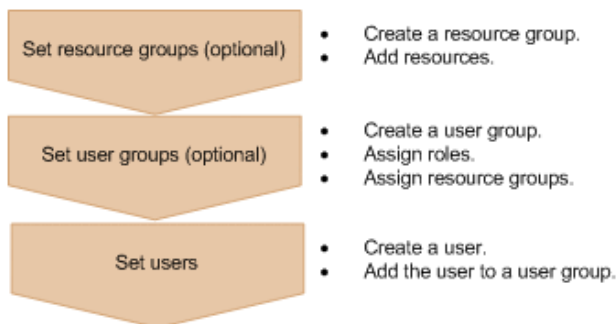 Set resource groups (optional)
• Create a resource group.
• Add resources.
Set user groups (optional)
• Create a user group.
• Assign roles.
• Assign resource groups.
Set users
• Create a user.
• Add the user to a user group.